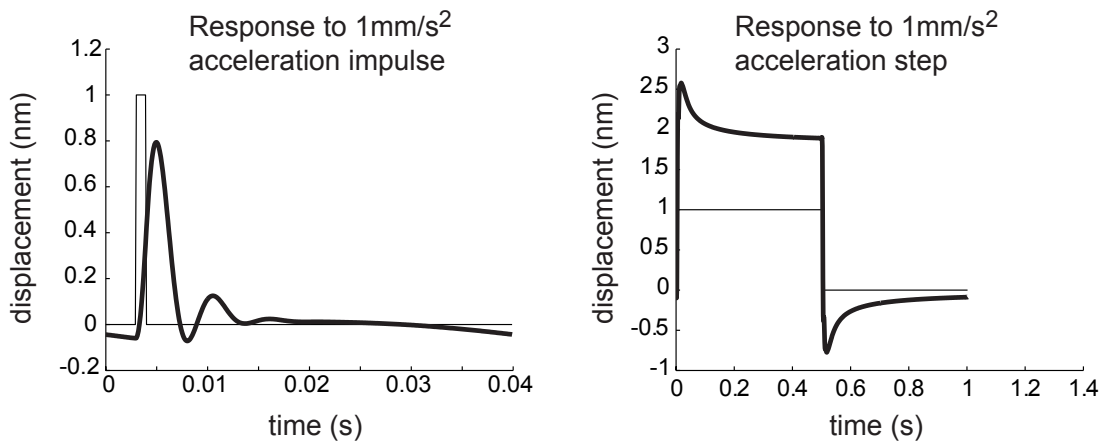 Response to 1mm/s2
acceleration impulse
1.2
1
0.8
0.6
0.4
0.2
0
-0.2
displacement (nm)
0 0.01 0.02 0.03 0.04
time (s)
Response to 1mm/s2
acceleration step
3
2.5
2
1.5
1
0.5
0
-0.5
-1
displacement (nm)
0 0.2 0.4 0.6 0.8 1 1.2 1.4
time (s)